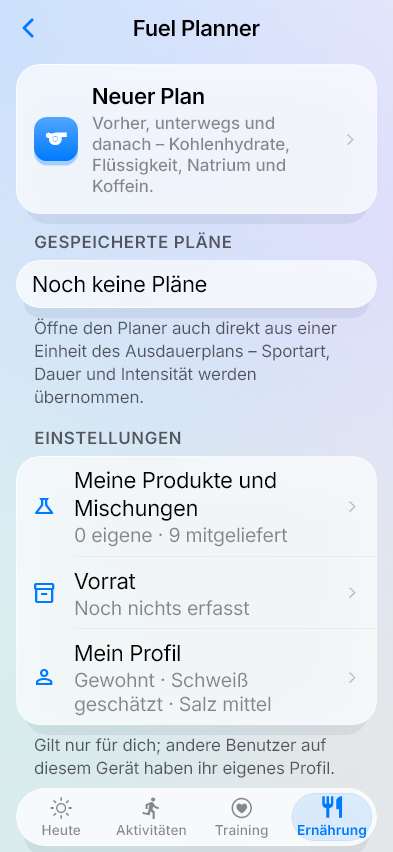 Fuel Planner
Neuer Plan
Vorher, unterwegs und
danach – Kohlenhydrate,
Flüssigkeit, Natrium und
Koffein.
GESPEICHERTE PLÄNE
Noch keine Pläne
Öffne den Planer auch direkt aus einer
Einheit des Ausdauerplans – Sportart,
Dauer und Intensität werden
übernommen.
EINSTELLUNGEN
Meine Produkte und
Mischungen
0 eigene · 9 mitgeliefert
Vorrat
Noch nichts erfasst
Mein Profil
Gewohnt · Schweiß
geschätzt · Salz mittel
Gilt nur für dich; andere Benutzer auf
diesem Gerät haben ihr eigenes Profil.
Heute
Aktivitäten
Training
Ernährung